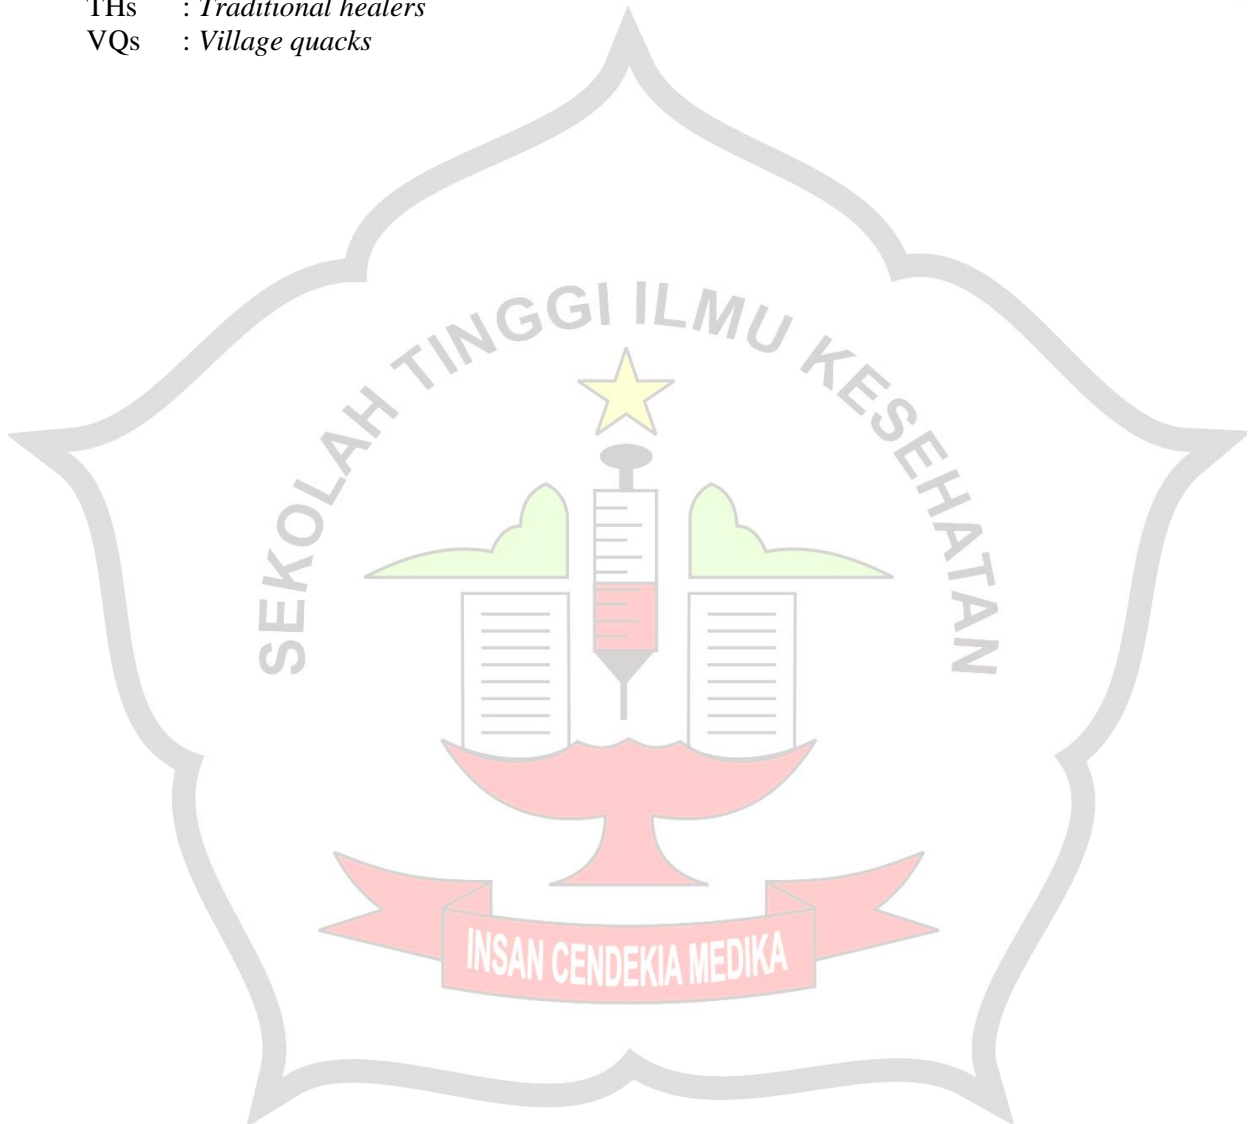 THs : Traditional healers
VQs : Village quacks
SEKOLAH TINGGI ILMU KESEHATAN
INSAN CENDEKIA MEDIKA